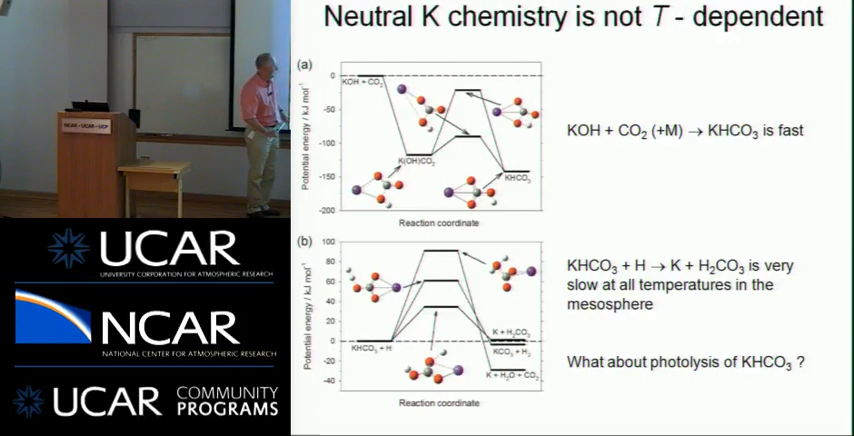 Neutral K chemistry is not T - dependent
NCAR - UCAR - UCP
(a)
Potential energy / kJ mol⁻¹
0
-50
-100
-150
-200
KOH + CO₂
K(OH)CO₂
KHCO₃
Reaction coordinate
KOH + CO₂ (+M) → KHCO₃ is fast
(b)
Potential energy / kJ mol⁻¹
100
80
60
40
20
0
-20
-40
KHCO₃ + H
K + H₂CO₃
KCO₃ + H₂
K + H₂O + CO₂
Reaction coordinate
KHCO₃ + H → K + H₂CO₃ is very
slow at all temperatures in the
mesosphere
What about photolysis of KHCO₃ ?
UCAR
UNIVERSITY CORPORATION FOR ATMOSPHERIC RESEARCH
NCAR
NATIONAL CENTER FOR ATMOSPHERIC RESEARCH
UCAR COMMUNITY
PROGRAMS